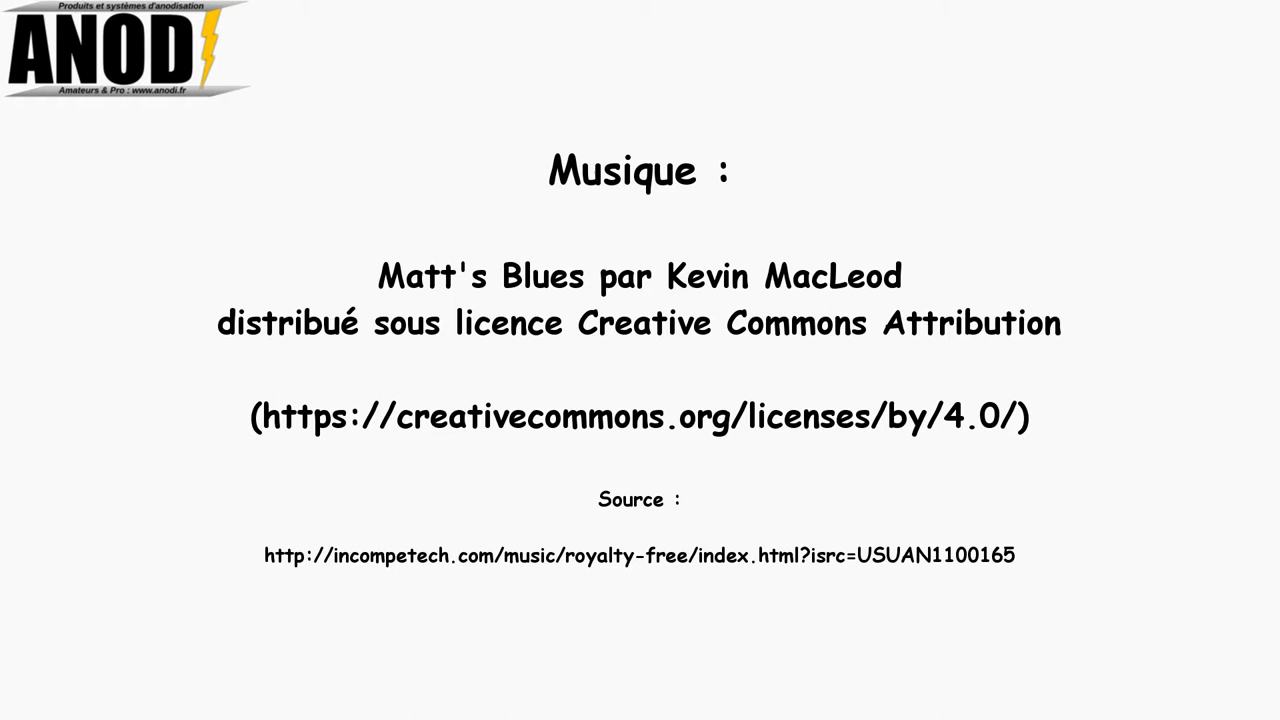 Produits et systèmes d'anodisation
ANODI
Amateurs & Pro : www.anodi.fr
Musique :
Matt's Blues par Kevin MacLeod
distribué sous licence Creative Commons Attribution
(https://creativecommons.org/licenses/by/4.0/)
Source :
http://incompetech.com/music/royalty-free/index.html?isrc=USUAN1100165